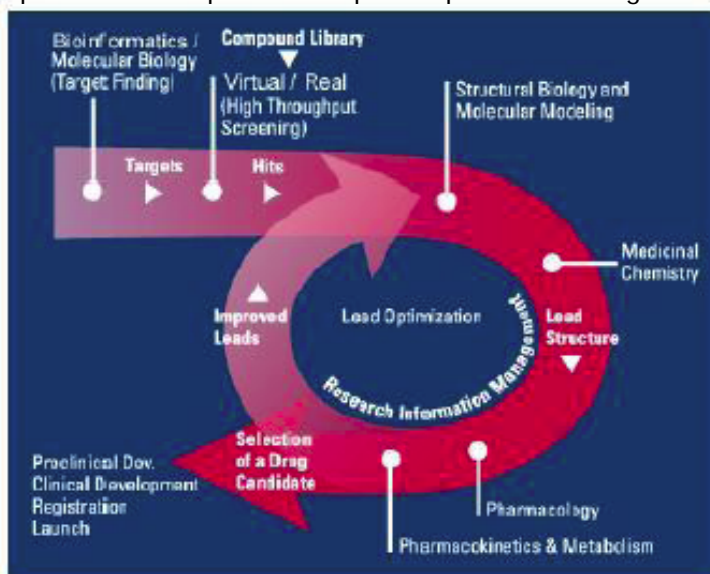 Bioinformatics /
Molecular Biology
(Target Finding)
Compound Library
Virtual / Real
(High Throughput
Screening)
Structural Biology and
Molecular Modeling
Targets
Hits
Medicinal
Chemistry
Improved
Leads
Lead Optimization
Lead
Structure
Research Information Management
Selection
of a Drug
Candidate
Preclinical Dev.
Clinical Development
Registration
Launch
Pharmacology
Pharmacokinetics & Metabolism